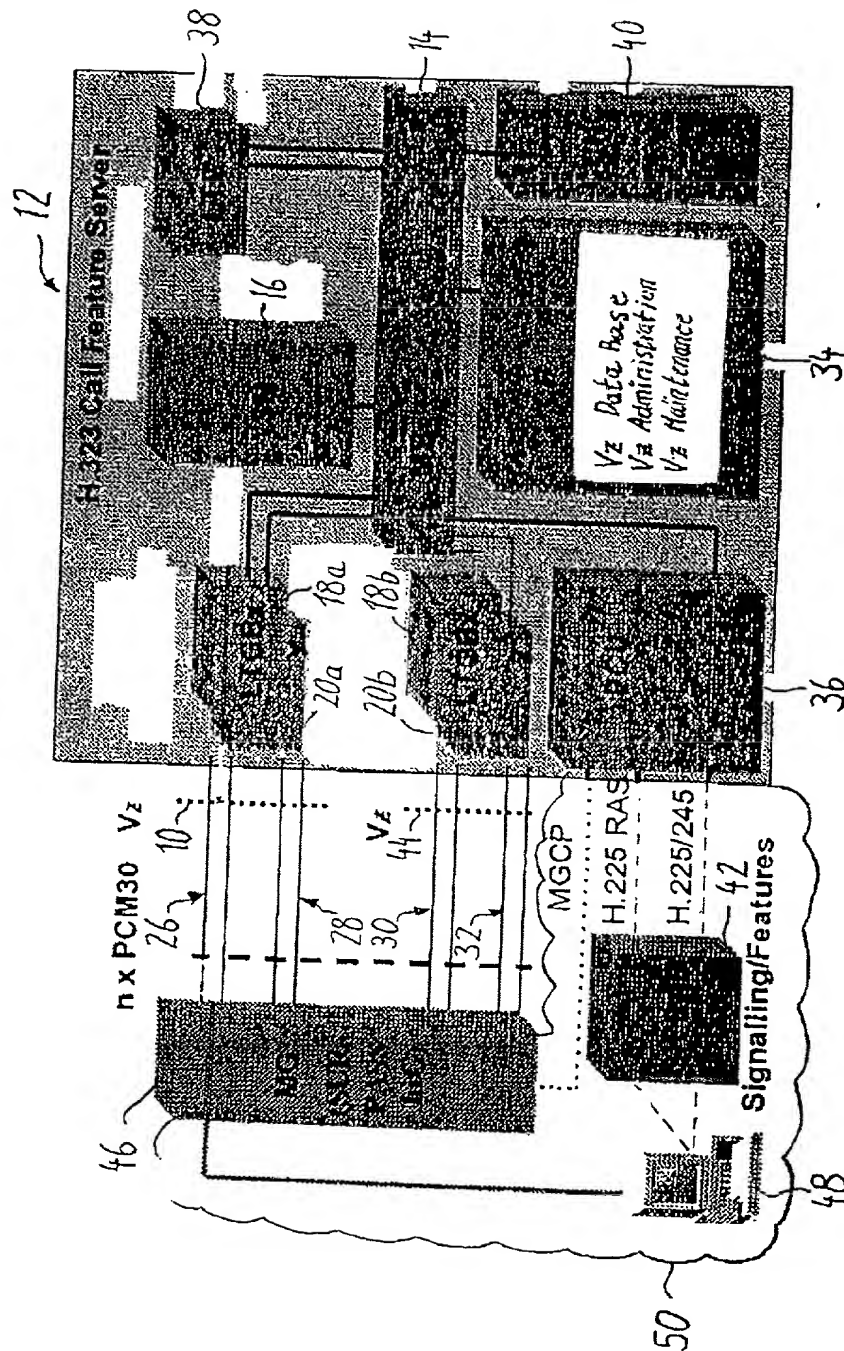 12
H.323 Call Feature Server
38
16
14
40
18a
20a
18b
20b
Vz Data Base
Vz Administration
Vz Maintenance
34
36
n x PCM30 Vz
10
26
28
Vz
44
30
32
MGCP
H.225 RAS
H.225/245
42
Signalling/Features
46
48
50